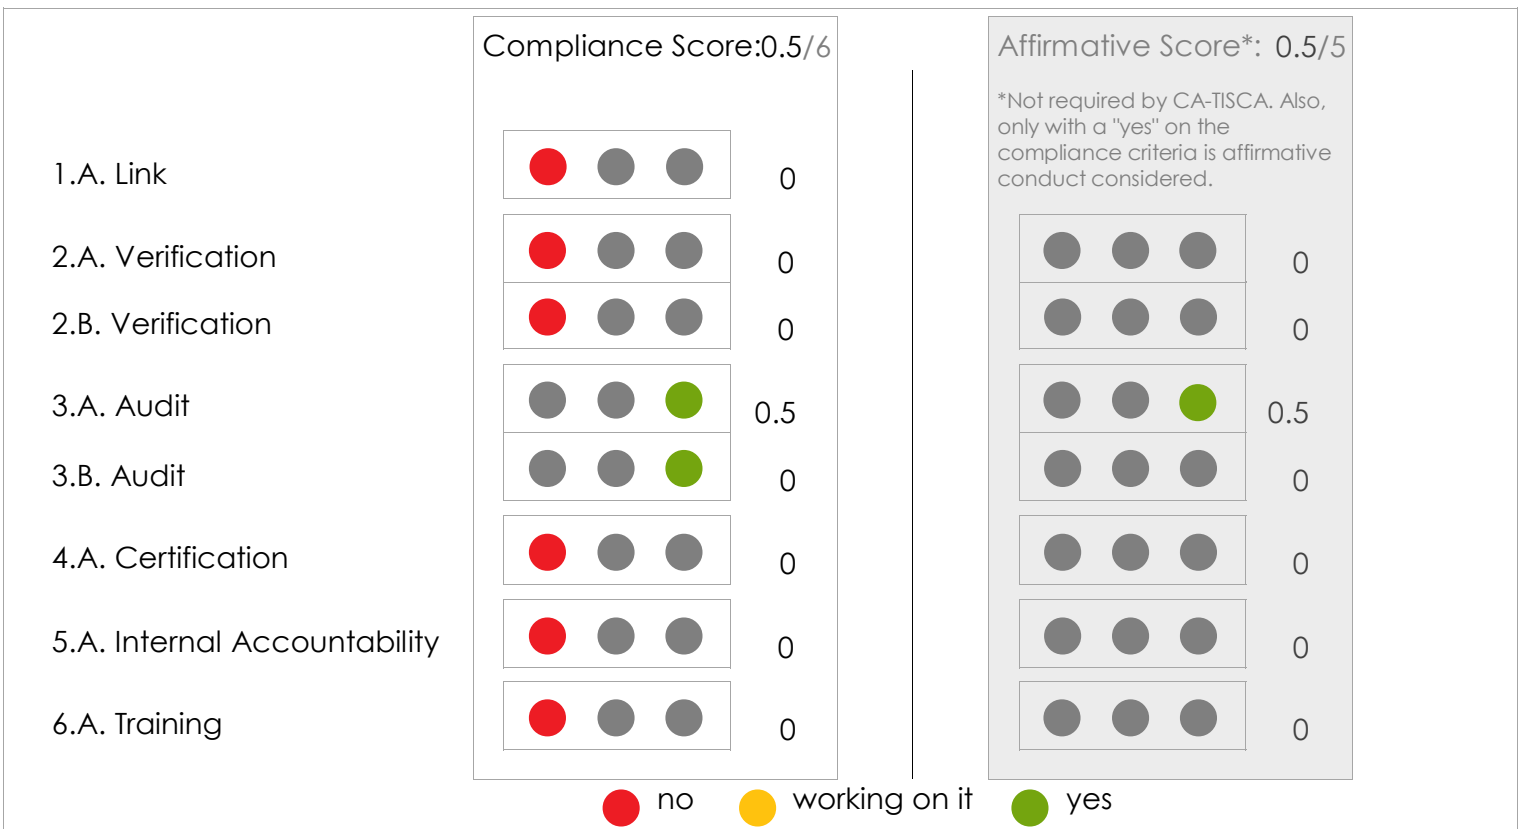 Compliance Score:0.5/6
Affirmative Score*: 0.5/5
*Not required by CA-TISCA. Also,
only with a "yes" on the
compliance criteria is affirmative
conduct considered.
1.A. Link 0
2.A. Verification 0 0
2.B. Verification 0 0
3.A. Audit 0.5 0.5
3.B. Audit 0 0
4.A. Certification 0 0
5.A. Internal Accountability 0 0
6.A. Training 0 0
no working on it yes